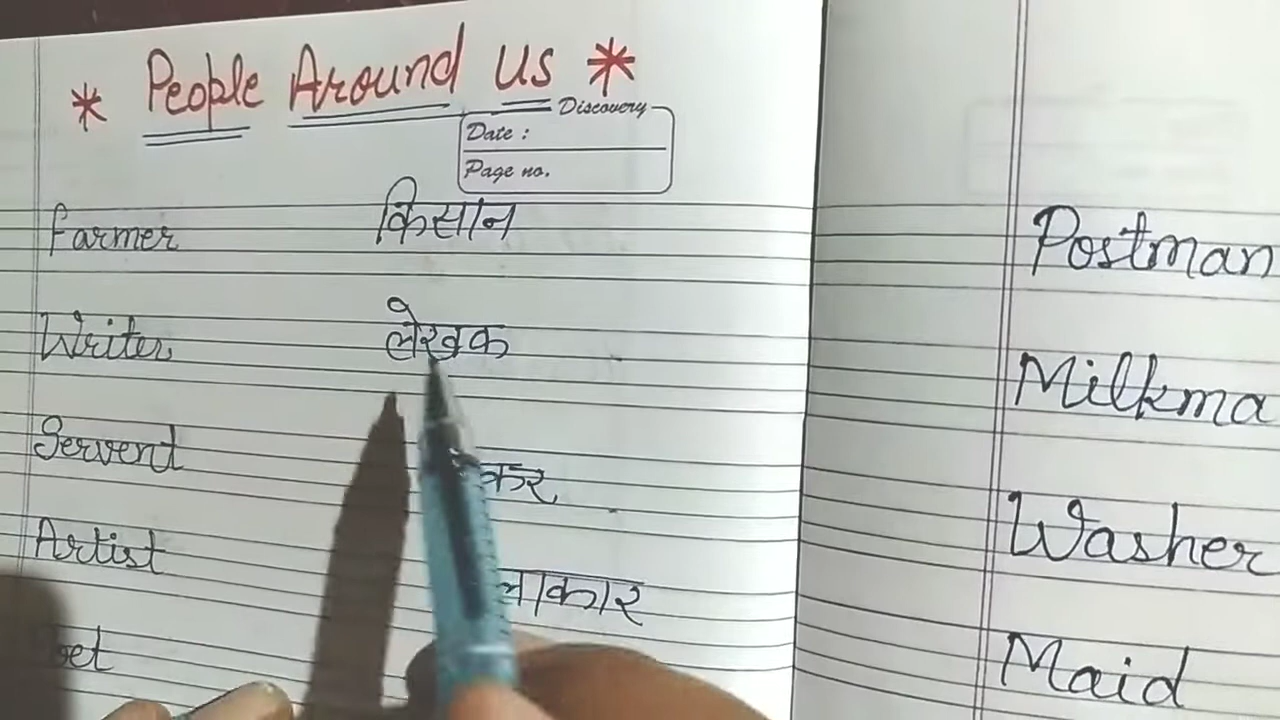 * People Around us *
Discovery
Date :
Page no.
Farmer किसान
Writer लेखक
Servent
Artist
Postman
Milkma
Washer
Maid